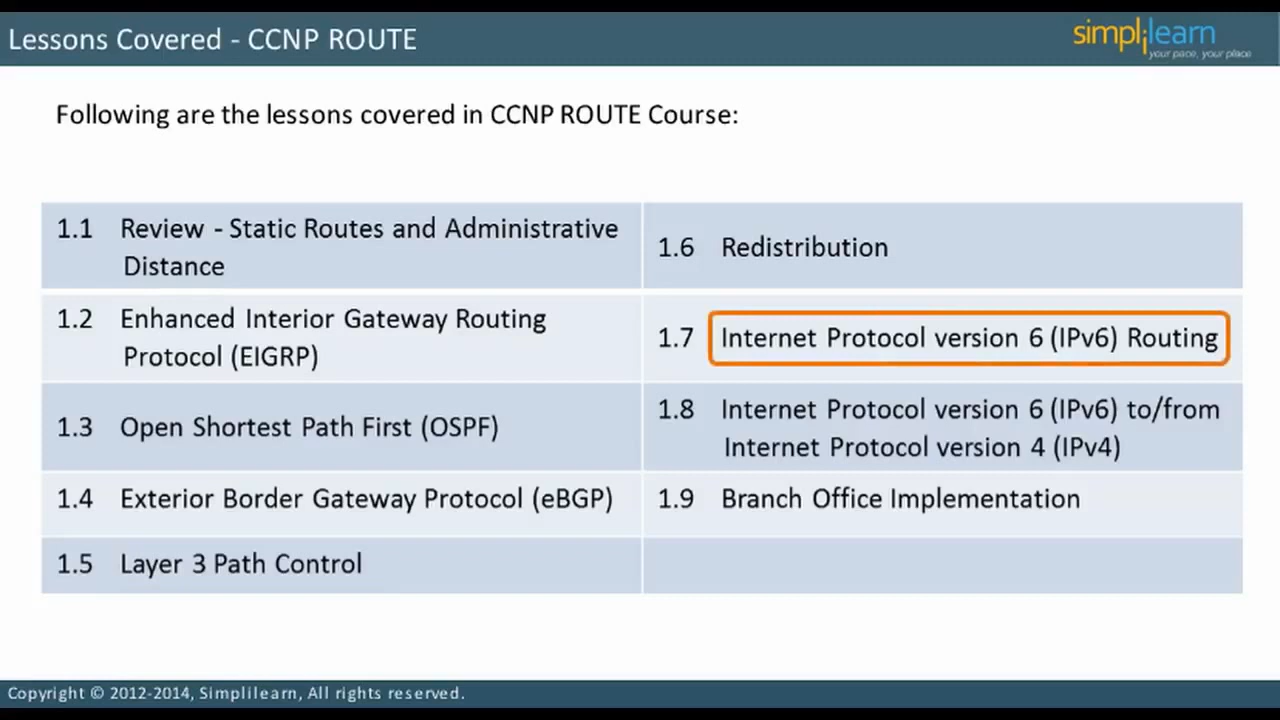 Lessons Covered - CCNP ROUTE
simplilearn
your pace, your place
Following are the lessons covered in CCNP ROUTE Course:
1.1 Review - Static Routes and Administrative
Distance
1.6 Redistribution
1.2 Enhanced Interior Gateway Routing
Protocol (EIGRP)
1.7 Internet Protocol version 6 (IPv6) Routing
1.3 Open Shortest Path First (OSPF)
1.8 Internet Protocol version 6 (IPv6) to/from
Internet Protocol version 4 (IPv4)
1.4 Exterior Border Gateway Protocol (eBGP)
1.9 Branch Office Implementation
1.5 Layer 3 Path Control
Copyright © 2012-2014, Simplilearn, All rights reserved.